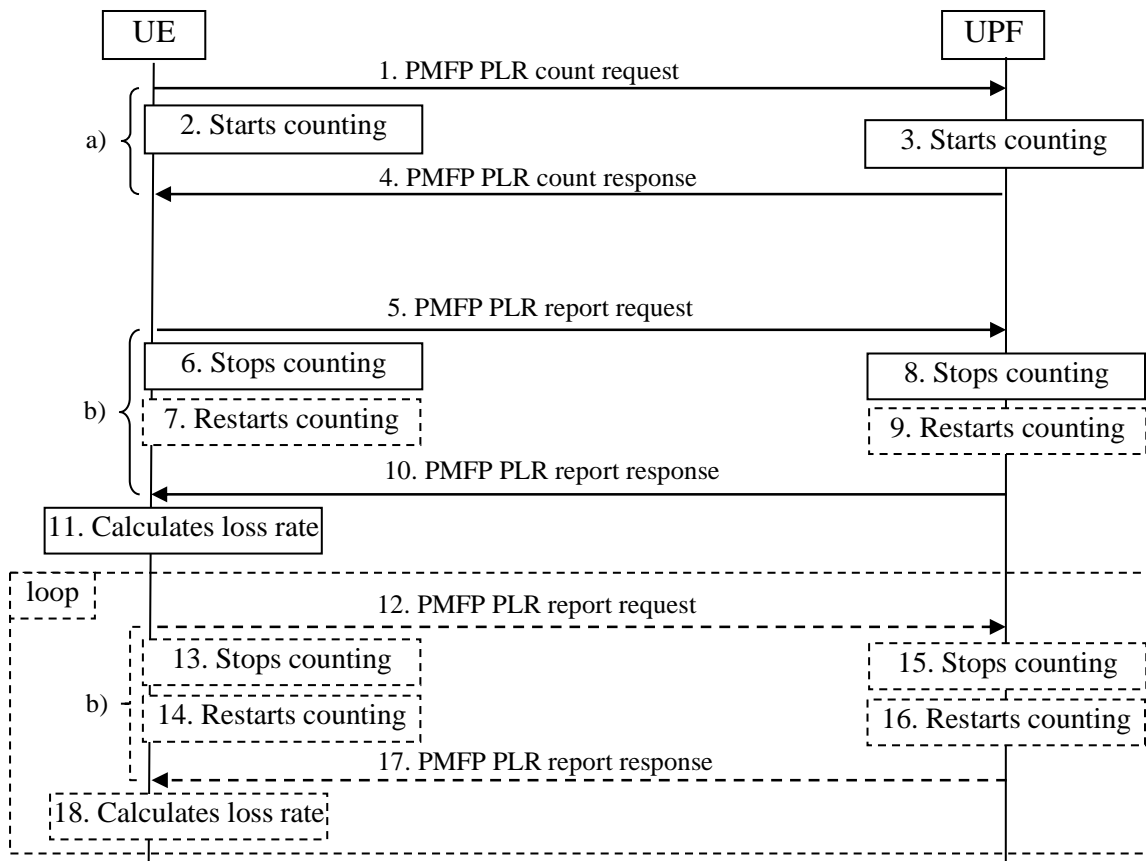 UE
UPF
1. PMFP PLR count request
a)
2. Starts counting
3. Starts counting
4. PMFP PLR count response
5. PMFP PLR report request
6. Stops counting
8. Stops counting
b)
7. Restarts counting
9. Restarts counting
10. PMFP PLR report response
11. Calculates loss rate
loop
12. PMFP PLR report request
13. Stops counting
15. Stops counting
b)
14. Restarts counting
16. Restarts counting
17. PMFP PLR report response
18. Calculates loss rate